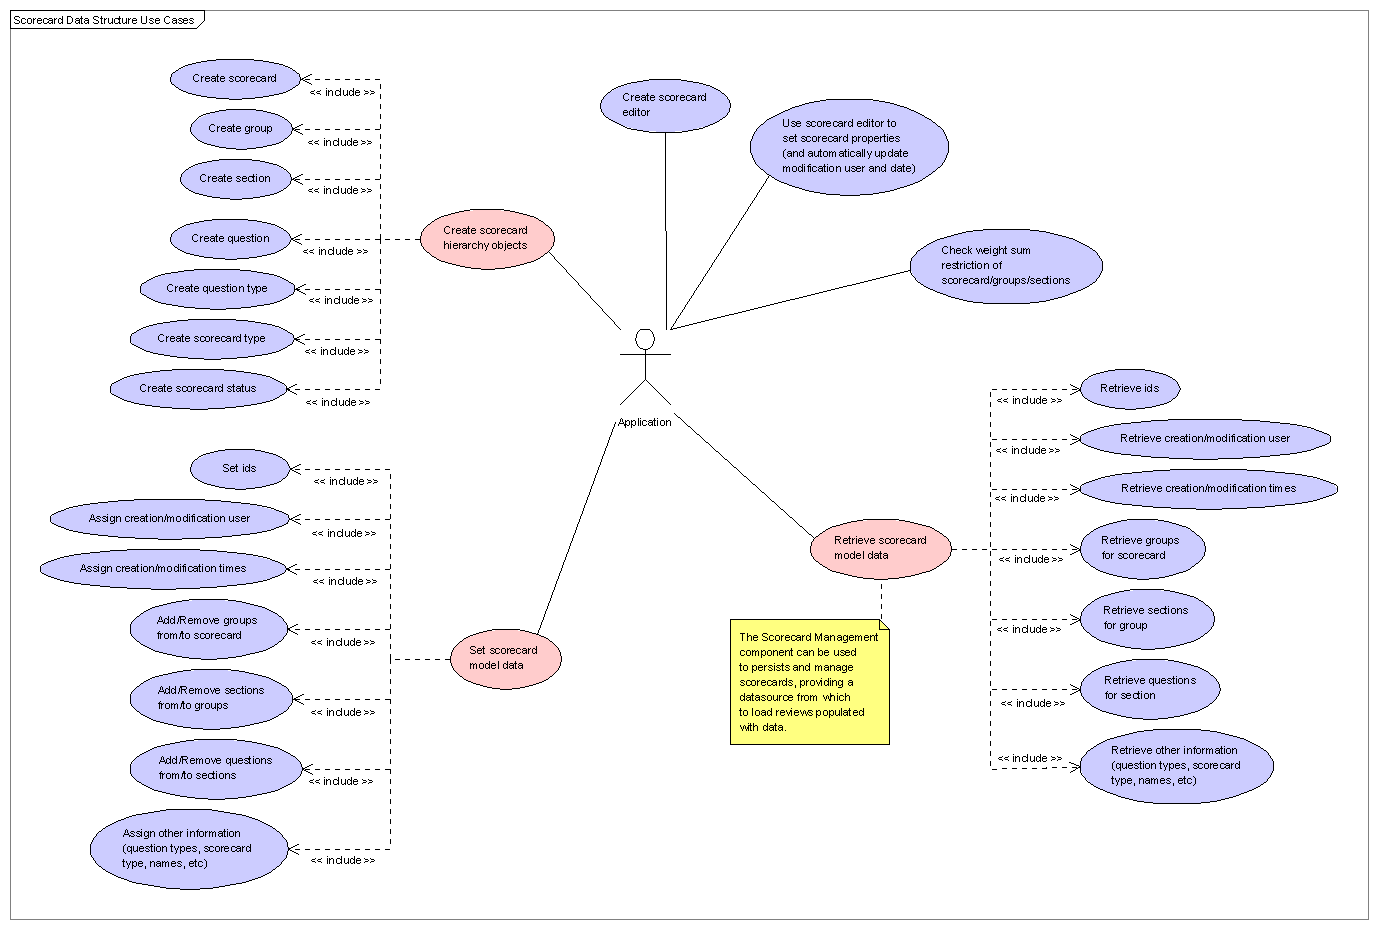 Scorecard Data Structure Use Cases
Create scorecard
<< include >>
Create group
<< include >>
Create section
<< include >>
Create question
<< include >>
Create question type
<< include >>
Create scorecard type
<< include >>
Create scorecard status
<< include >>
Create scorecard
hierarchy objects
Create scorecard
editor
Use scorecard editor to
set scorecard properties
(and automatically update
modification user and date)
Check weight sum
restriction of
scorecard/groups/sections
Application
Set ids
<< include >>
Assign creation/modification user
<< include >>
Assign creation/modification times
<< include >>
Add/Remove groups
from/to scorecard
<< include >>
Add/Remove sections
from/to groups
<< include >>
Add/Remove questions
from/to sections
<< include >>
Assign other information
(question types, scorecard
type, names, etc)
<< include >>
Set scorecard
model data
Retrieve scorecard
model data
The Scorecard Management
component can be used
to persists and manage
scorecards, providing a
datasource from which
to load reviews populated
with data.
Retrieve ids
<< include >>
Retrieve creation/modification user
<< include >>
Retrieve creation/modification times
<< include >>
Retrieve groups
for scorecard
<< include >>
Retrieve sections
for group
<< include >>
Retrieve questions
for section
<< include >>
Retrieve other information
(question types, scorecard
type, names, etc)
<< include >>